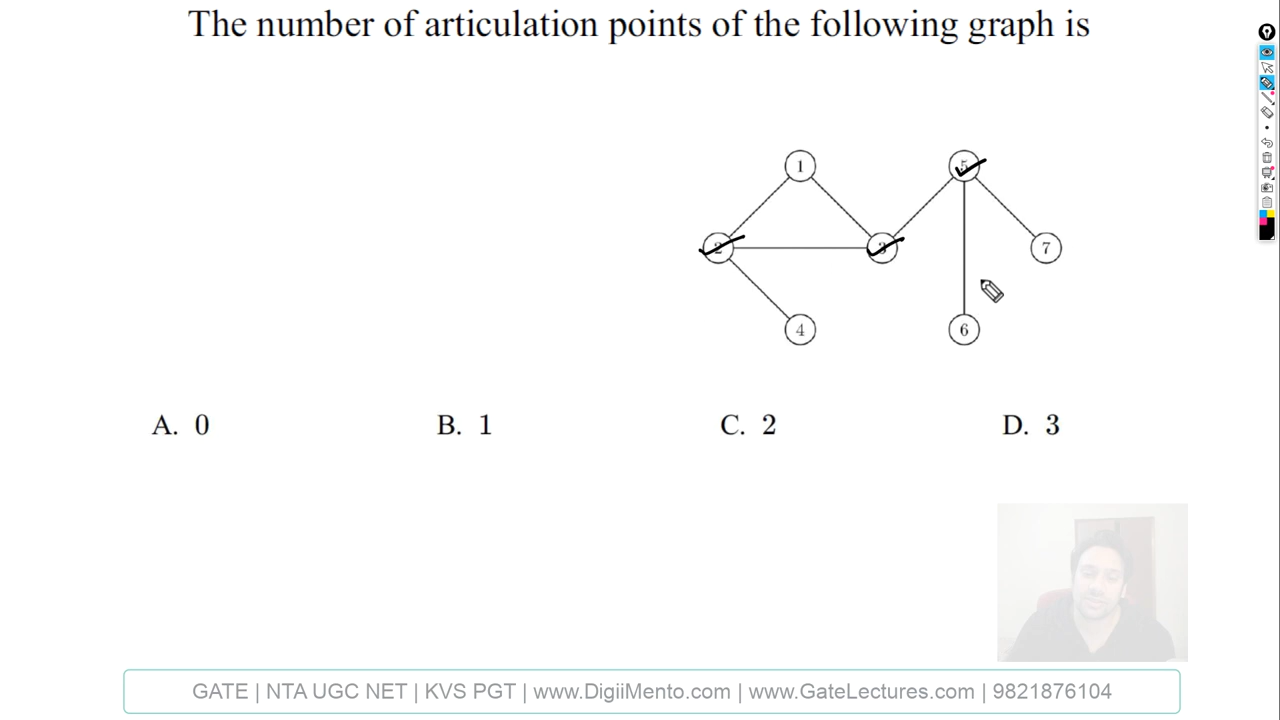 The number of articulation points of the following graph is
1 5
2 3 7
4 6
A. 0 B. 1 C. 2 D. 3
GATE | NTA UGC NET | KVS PGT | www.DigiiMento.com | www.GateLectures.com | 9821876104